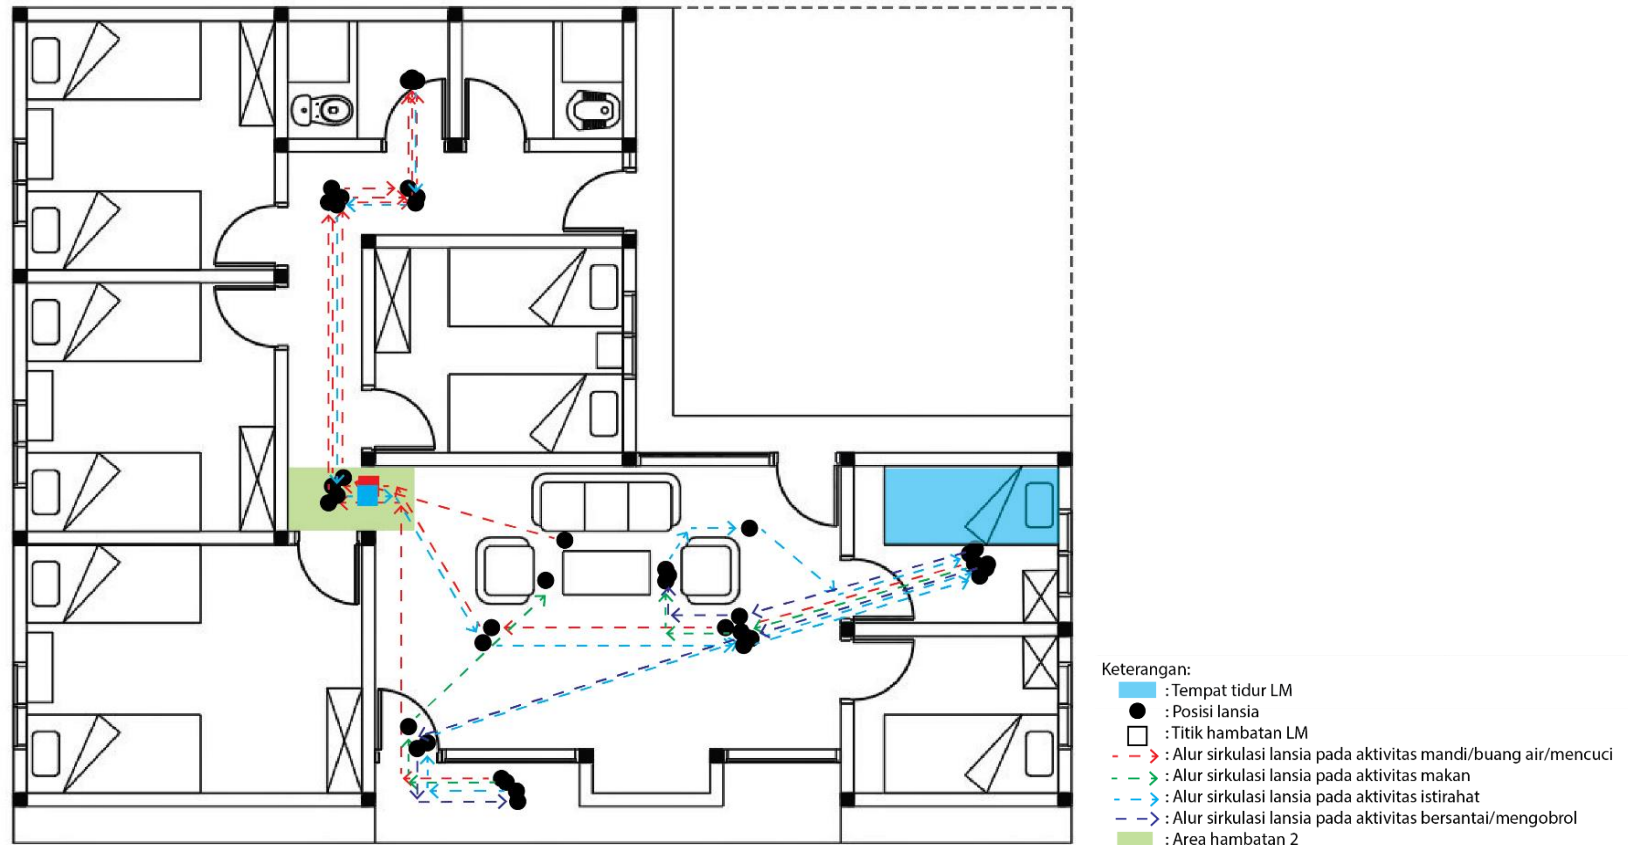 Keterangan:
: Tempat tidur LM
: Posisi lansia
: Titik hambatan LM
: Alur sirkulasi lansia pada aktivitas mandi/buang air/mencuci
: Alur sirkulasi lansia pada aktivitas makan
: Alur sirkulasi lansia pada aktivitas istirahat
: Alur sirkulasi lansia pada aktivitas bersantai/mengobrol
: Area hambatan 2